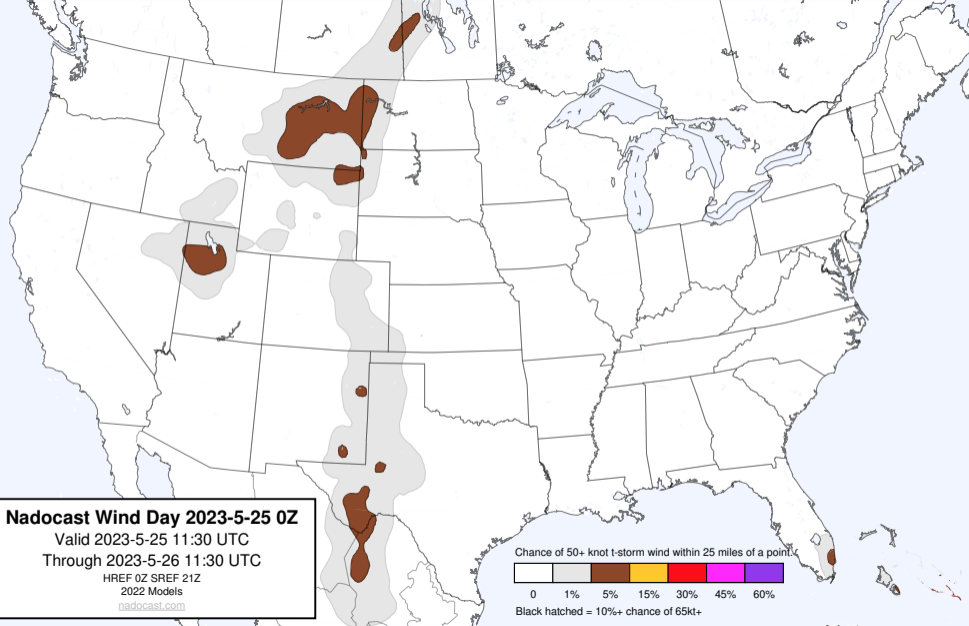 Nadocast Wind Day 2023-5-25 0Z
Valid 2023-5-25 11:30 UTC
Through 2023-5-26 11:30 UTC
HREF 0Z SREF 21Z
2022 Models
nadocast.com
Chance of 50+ knot t-storm wind within 25 miles of a point.
0 1% 5% 15% 30% 45% 60%
Black hatched = 10%+ chance of 65kt+